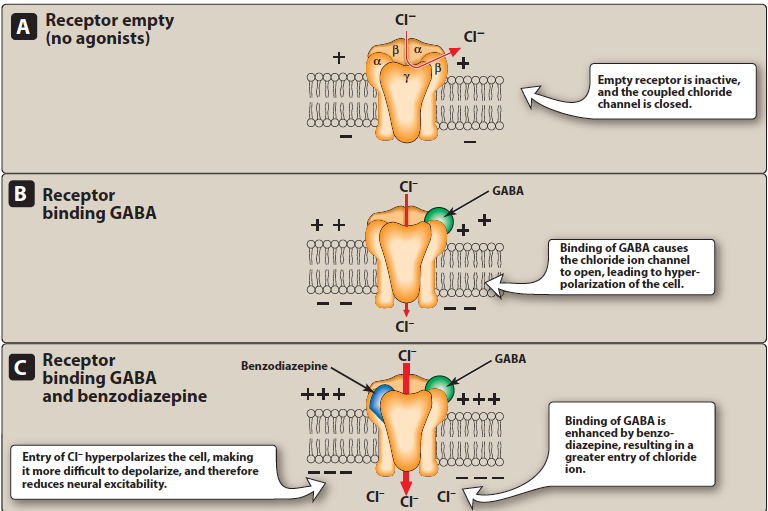 A Receptor empty
(no agonists)
Cl⁻
Cl⁻
+
+
β
α
α
β
γ
–
–
Empty receptor is inactive,
and the coupled chloride
channel is closed.
B Receptor
binding GABA
Cl⁻
GABA
+ +
+
+
– –
– –
Cl⁻
Binding of GABA causes
the chloride ion channel
to open, leading to hyper-
polarization of the cell.
C Receptor
binding GABA
and benzodiazepine
Benzodiazepine
Cl⁻
GABA
+++
+++
– – –
– – –
Cl⁻
Cl⁻
Cl⁻
Entry of Cl⁻ hyperpolarizes the cell, making
it more difficult to depolarize, and therefore
reduces neural excitability.
Binding of GABA is
enhanced by benzo-
diazepine, resulting in a
greater entry of chloride
ion.